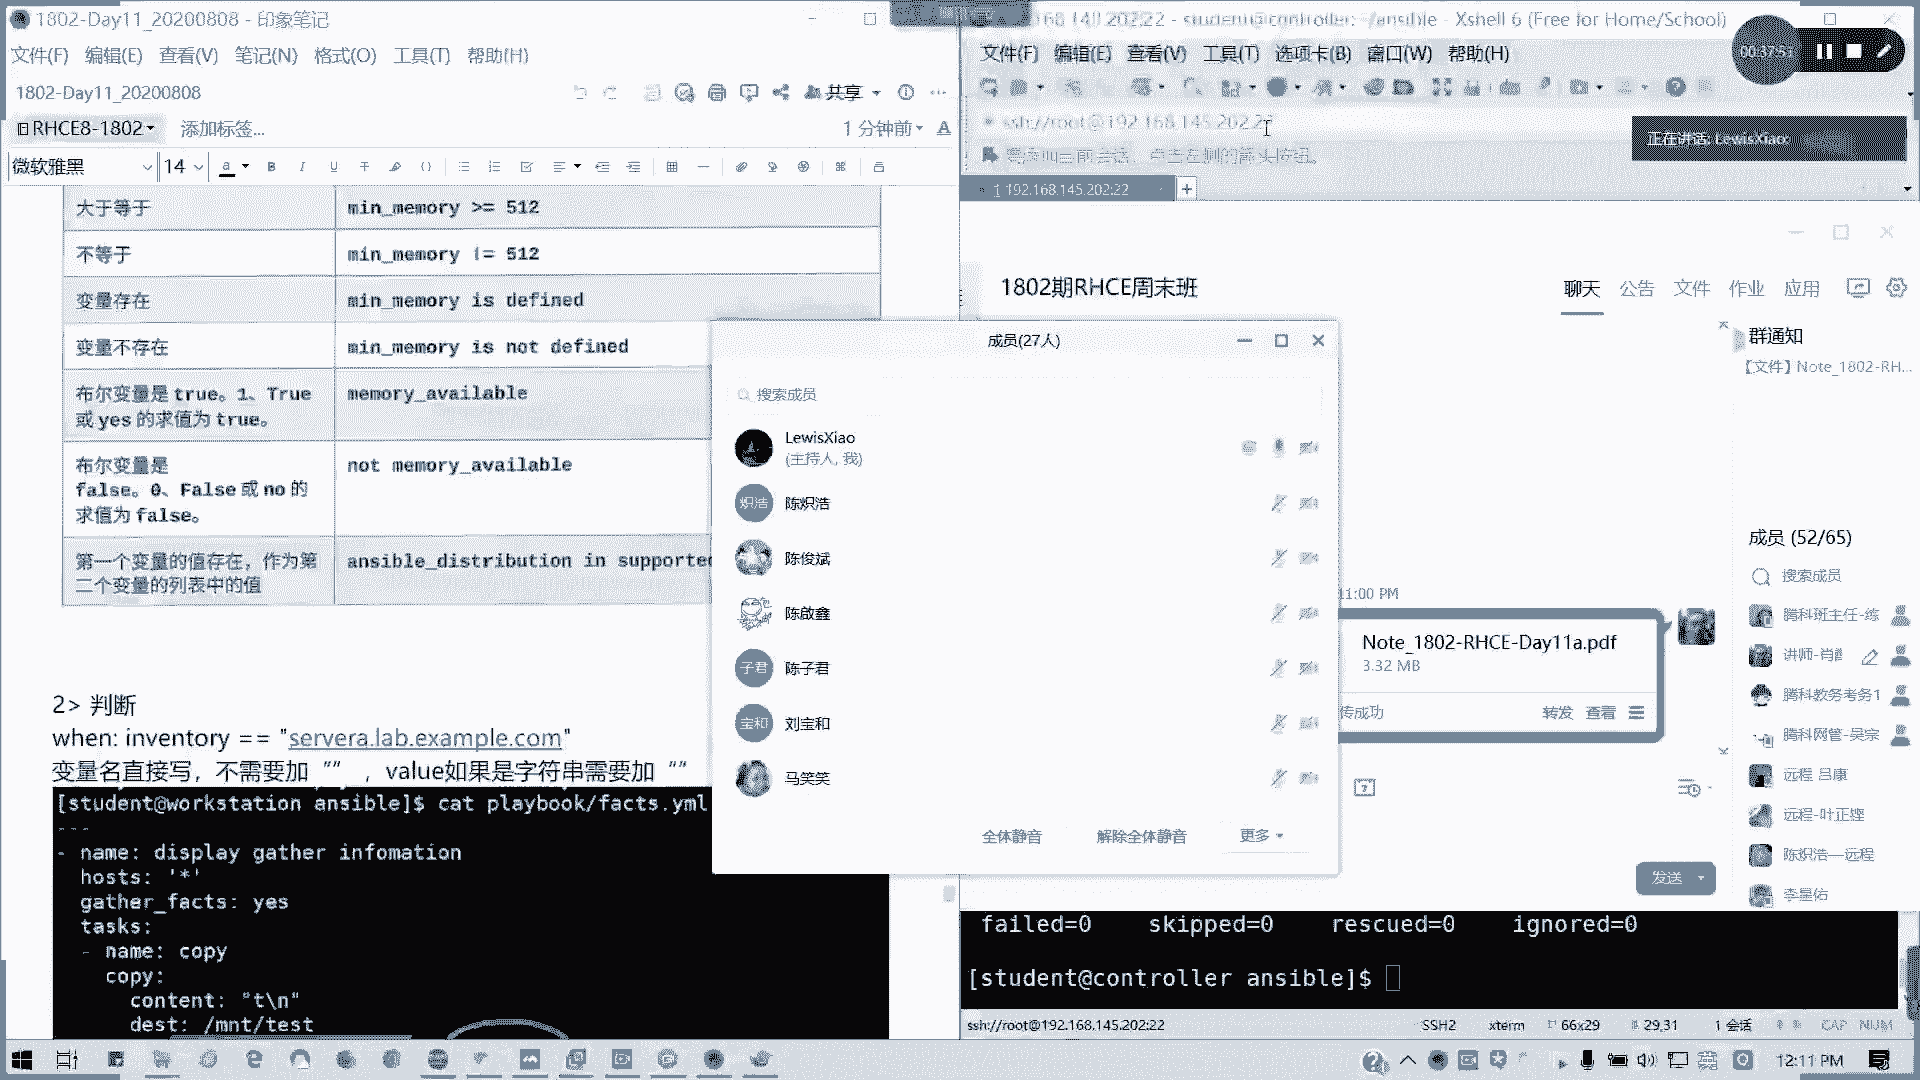 1802-Day11_20200808 - 印象笔记
文件(F) 编辑(E) 查看(V) 笔记(N) 格式(O) 工具(T) 帮助(H)
1802-Day11_20200808
共享
RHCE8-1802
添加标签...
1 分钟前
微软雅黑
14
大于等于 min_memory >= 512
不等于 min_memory != 512
变量存在 min_memory is defined
变量不存在 min_memory is not defined
布尔变量是 true。1、True
或 yes 的求值为 true。
memory_available
布尔变量是
false。0、False 或 no 的
求值为 false。
not memory_available
第一个变量的值存在，作为第
二个变量的列表中的值
ansible_distribution in supported
2> 判断
when: inventory == "servera.lab.example.com"
变量名直接写，不需要加 “” ，value如果是字符串需要加 “”
[student@workstation ansible]$ cat playbook/facts.yml
---
- name: display gather infomation
hosts: '*'
gather_facts: yes
tasks:
- name: copy
copy:
content: "t\n"
dest: /mnt/test
student@controller: ~/ansible - Xshell 6 (Free for Home/School)
文件(F) 编辑(E) 查看(V) 工具(T) 选项卡(B) 窗口(W) 帮助(H)
00:37:51
ssh://root@192.168.145.202:22
正在讲话: LewisXiao;
1 192.168.145.202:22
1802期RHCE周末班
聊天 公告 文件 作业 应用
群通知
【文件】Note_1802-RH...
成员(27人)
搜索成员
LewisXiao
(主持人, 我)
陈炽浩
陈俊斌
陈啟鑫
子君 陈子君
宝和 刘宝和
马笑笑
全体静音 解除全体静音 更多
11:00 PM
Note_1802-RHCE-Day11a.pdf
3.32 MB
传成功
转发 查看
发送
成员 (52/65)
搜索成员
腾科班主任-练
腾科教务考务1
腾科网管-吴宗
远程 吕康
远程-叶正铿
陈炽浩—远程
failed=0 skipped=0 rescued=0 ignored=0
[student@controller ansible]$
ssh://root@192.168.145.202:22
SSH2
xterm
66x29
29,31
1 会话
CAP NUM
英
12:11 PM